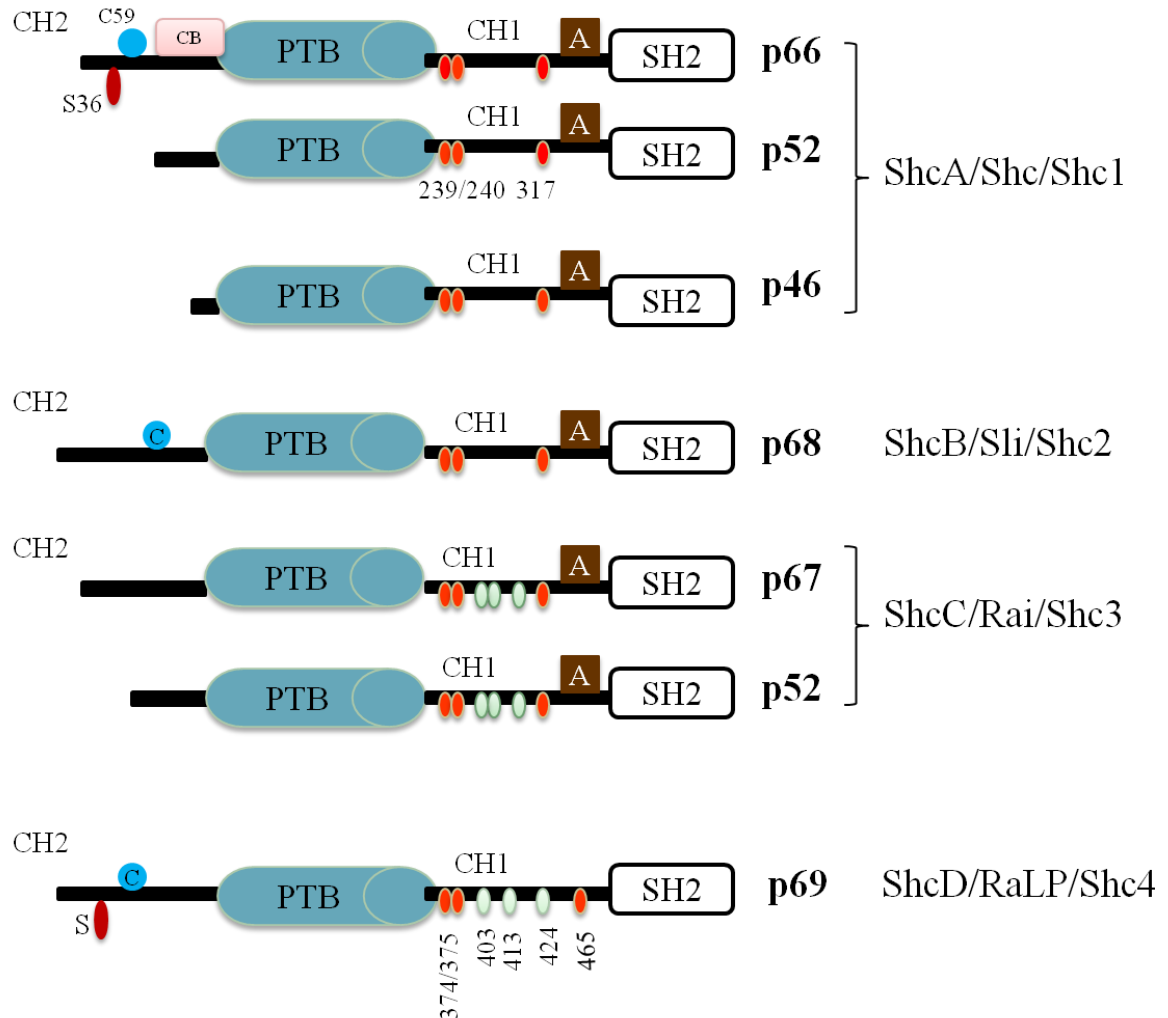 CH2
C59
CB
PTB
CH1
A
SH2
p66
S36
PTB
CH1
A
SH2
p52
239/240
317
ShcA/Shc/Shc1
PTB
CH1
A
SH2
p46
CH2
C
PTB
CH1
A
SH2
p68
ShcB/Sli/Shc2
CH2
PTB
CH1
A
SH2
p67
ShcC/Rai/Shc3
PTB
CH1
A
SH2
p52
CH2
C
S
PTB
CH1
SH2
p69
ShcD/RaLP/Shc4
374/375
403
413
424
465